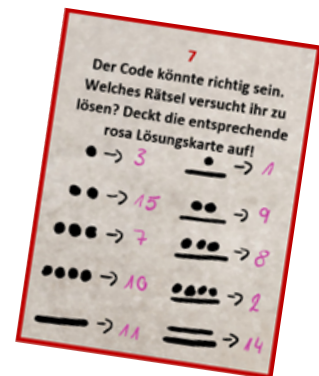 7
Der Code könnte richtig sein.
Welches Rätsel versucht ihr zu
lösen? Deckt die entsprechende
rosa Lösungskarte auf!
• -> 3
•• -> 15
••• -> 7
•••• -> 10
— -> 11
-> 1
-> 9
-> 8
-> 2
-> 14